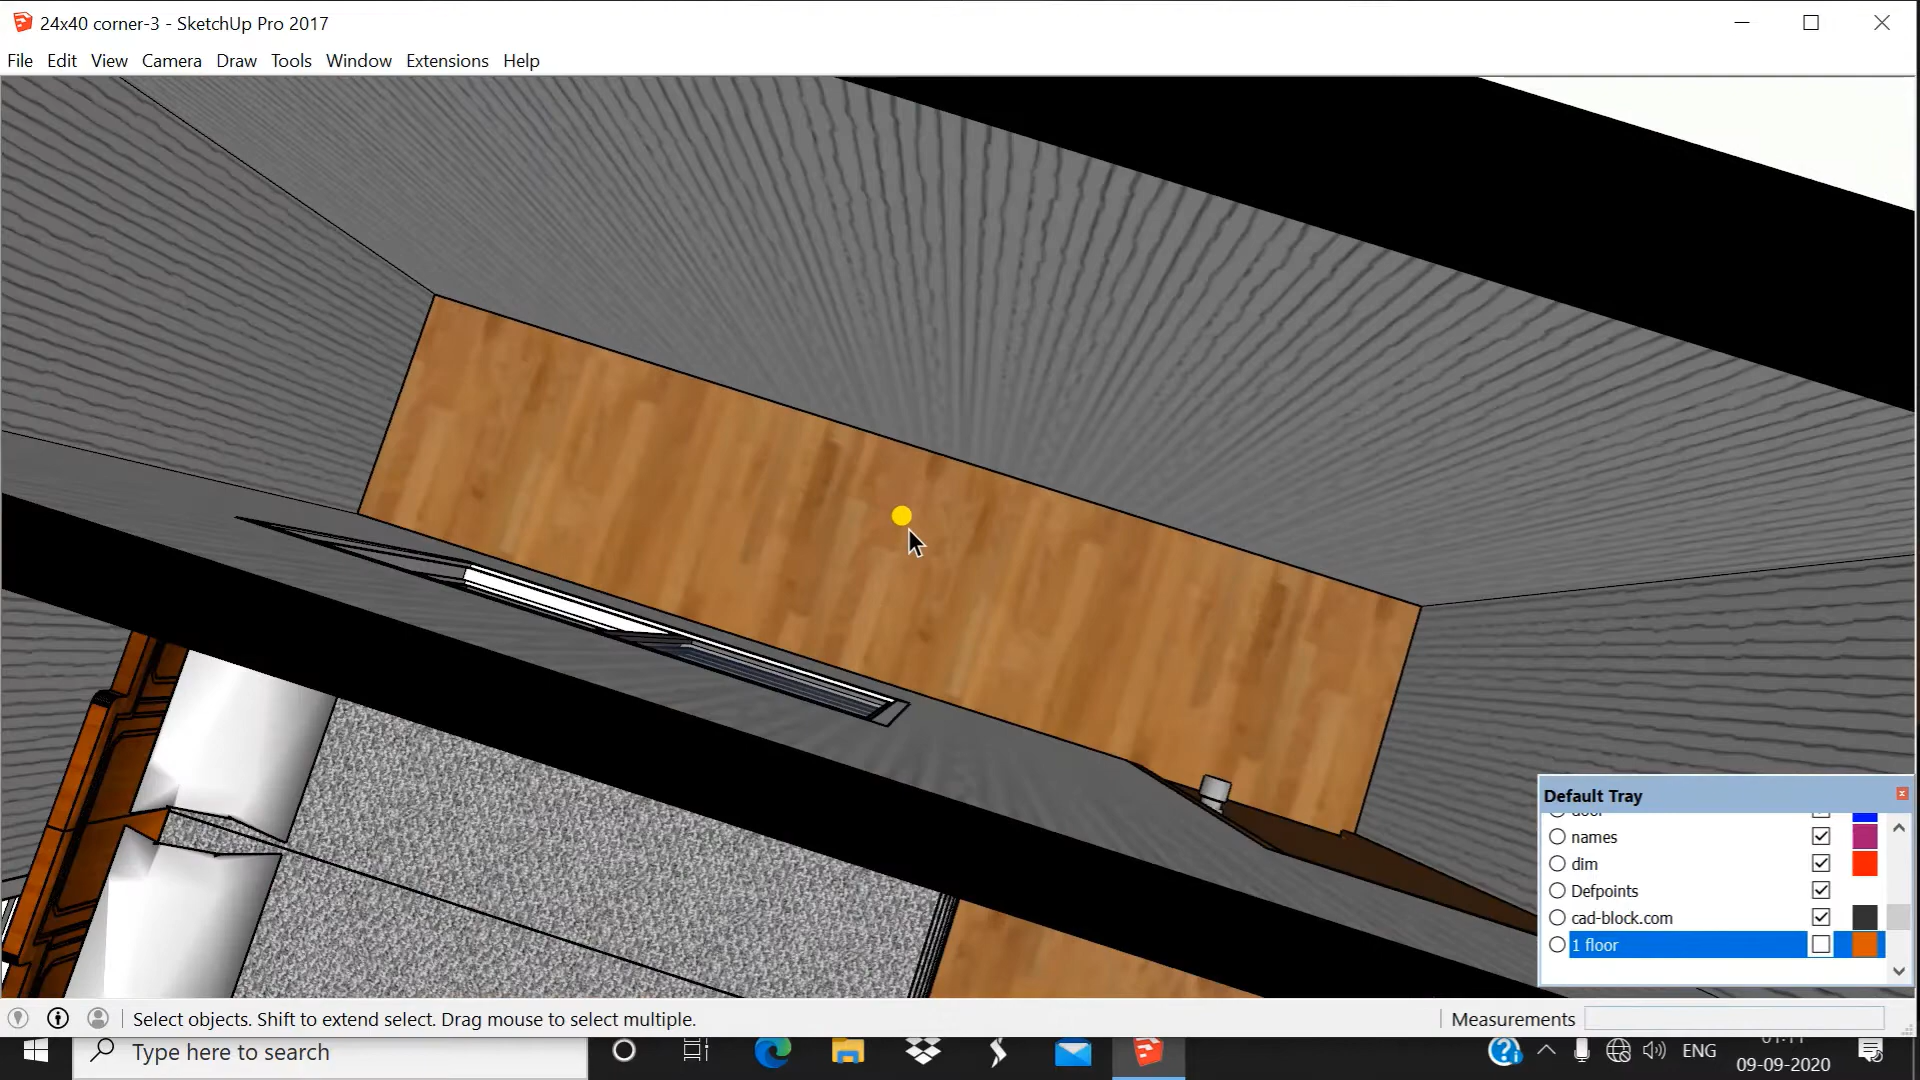 24x40 corner-3 - SketchUp Pro 2017
File Edit View Camera Draw Tools Window Extensions Help
Default Tray
names
dim
Defpoints
cad-block.com
1 floor
Select objects. Shift to extend select. Drag mouse to select multiple.
Measurements
Type here to search
ENG
09-09-2020